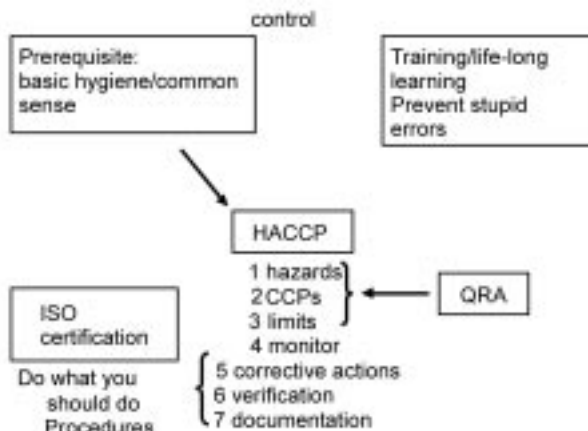 control
Prerequisite:
basic hygiene/common
sense
Training/life-long
learning
Prevent stupid
errors
HACCP
1 hazards
2 CCPs
3 limits
4 monitor
QRA
ISO
certification
Do what you
should do
Procedures
5 corrective actions
6 verification
7 documentation